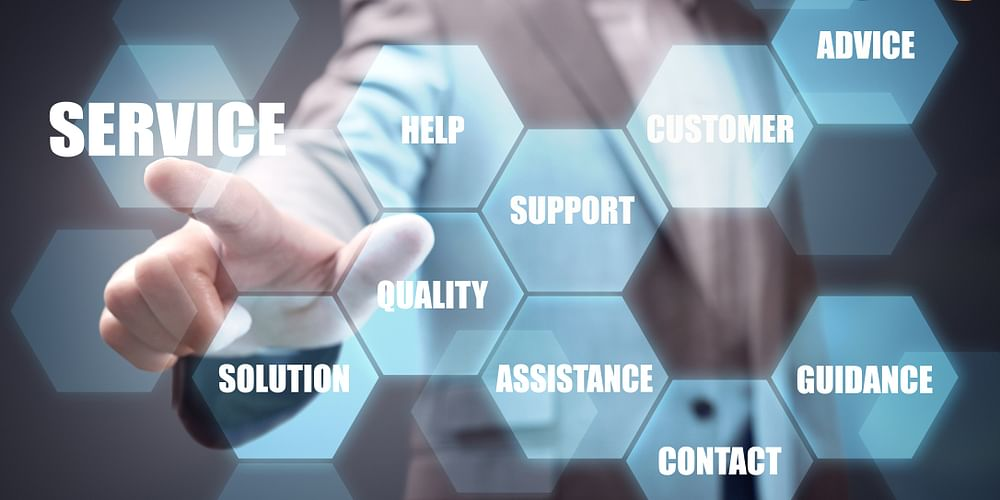 ADVICE
SERVICE
HELP
CUSTOMER
SUPPORT
QUALITY
SOLUTION
ASSISTANCE
GUIDANCE
CONTACT